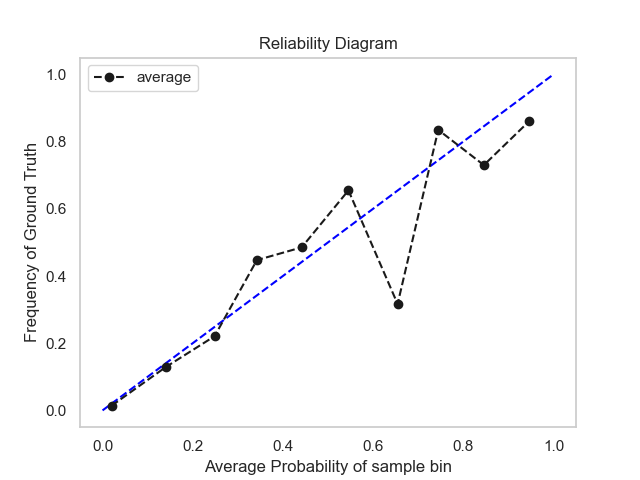 Reliability Diagram
average
Frequency of Ground Truth
1.0
0.8
0.6
0.4
0.2
0.0
0.0 0.2 0.4 0.6 0.8 1.0
Average Probability of sample bin